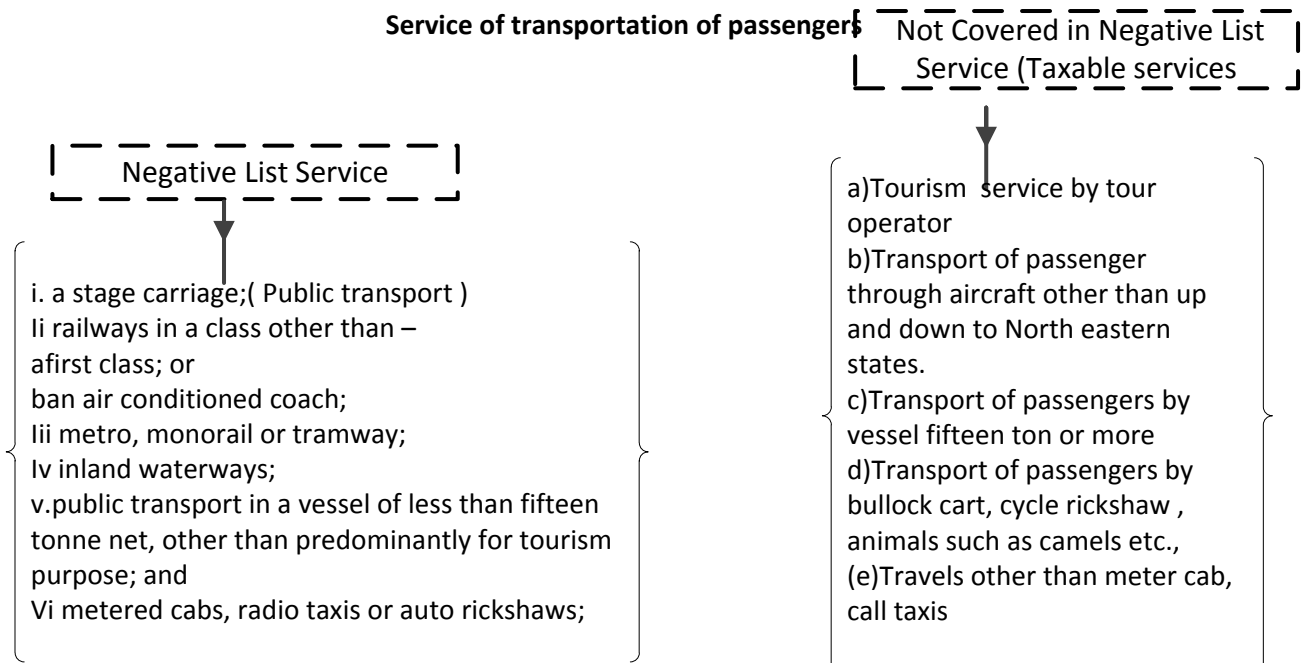 Service of transportation of passengers
Not Covered in Negative List
Service (Taxable services
Negative List Service
i. a stage carriage;( Public transport )
Ii railways in a class other than –
afirst class; or
ban air conditioned coach;
Iii metro, monorail or tramway;
Iv inland waterways;
v.public transport in a vessel of less than fifteen
tonne net, other than predominantly for tourism
purpose; and
Vi metered cabs, radio taxis or auto rickshaws;
a)Tourism service by tour
operator
b)Transport of passenger
through aircraft other than up
and down to North eastern
states.
c)Transport of passengers by
vessel fifteen ton or more
d)Transport of passengers by
bullock cart, cycle rickshaw ,
animals such as camels etc.,
(e)Travels other than meter cab,
call taxis